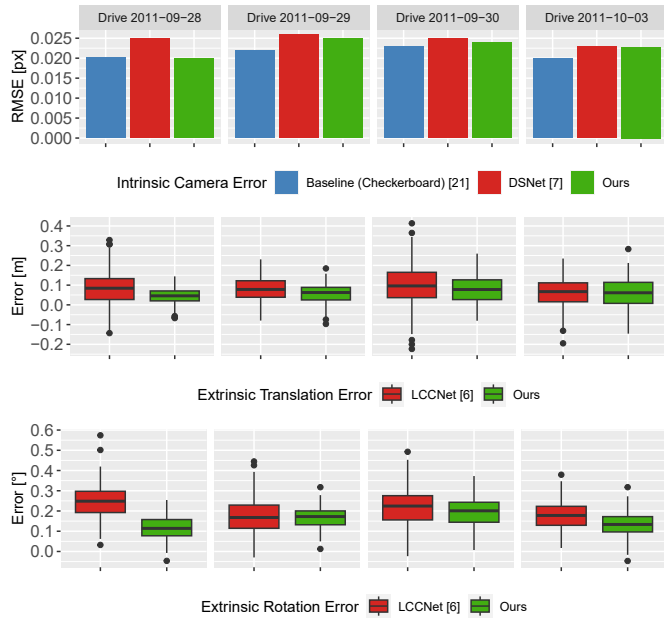 Drive 2011−09−28 Drive 2011−09−29 Drive 2011−09−30 Drive 2011−10−03
RMSE [px]
0.025
0.020
0.015
0.010
0.005
0.000
Intrinsic Camera Error Baseline (Checkerboard) [21] DSNet [7] Ours
Error [m]
0.4
0.3
0.2
0.1
0.0
−0.1
−0.2
Extrinsic Translation Error LCCNet [6] Ours
Error [°]
0.6
0.5
0.4
0.3
0.2
0.1
0.0
Extrinsic Rotation Error LCCNet [6] Ours